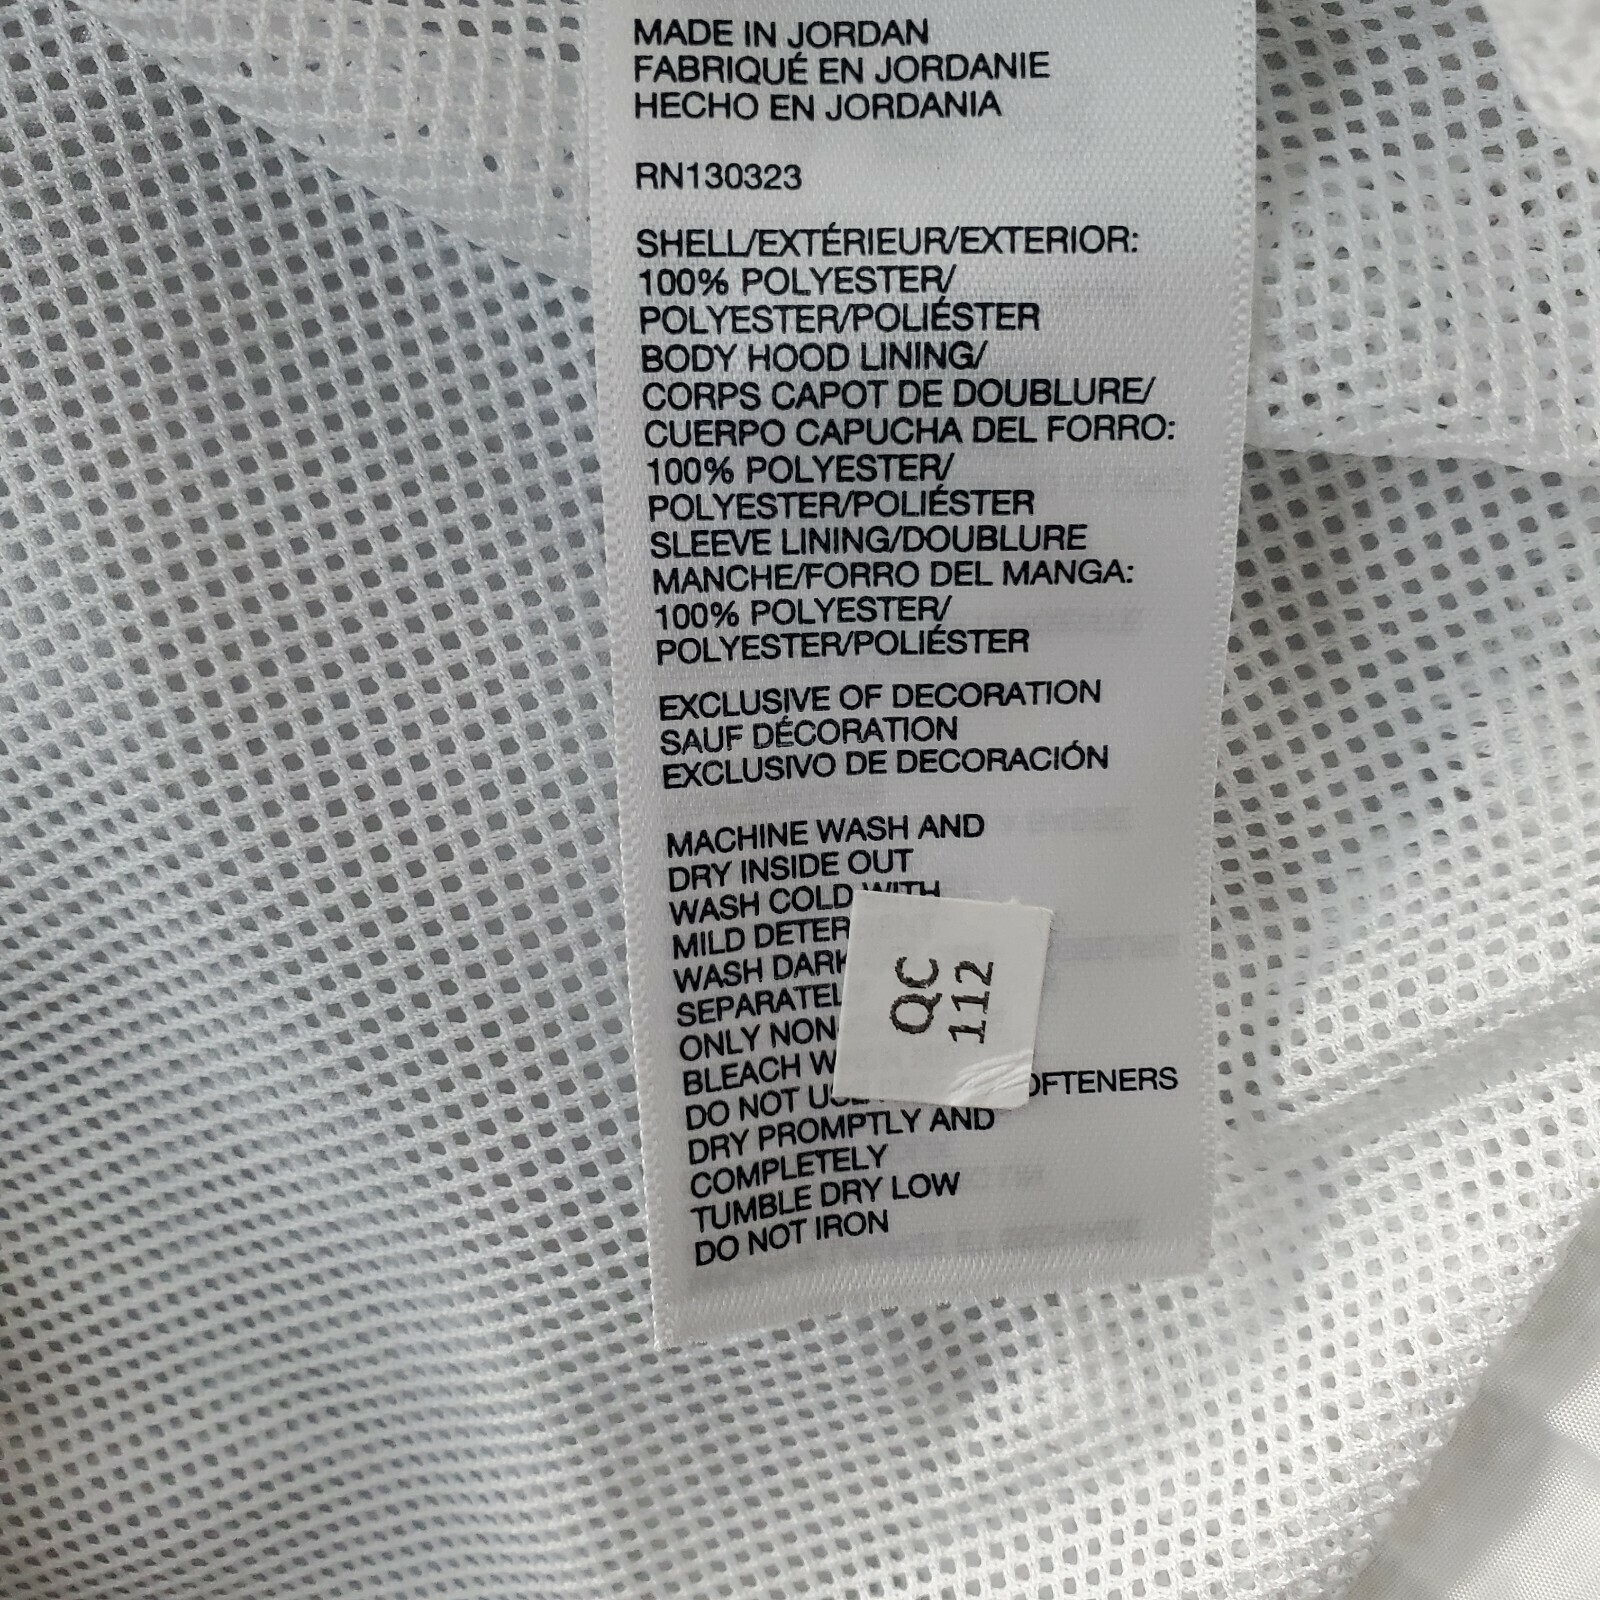 MADE IN JORDAN
FABRIQUÉ EN JORDANIE
HECHO EN JORDANIA
RN130323
SHELL/EXTÉRIEUR/EXTERIOR:
100% POLYESTER/
POLYESTER/POLIÉSTER
BODY HOOD LINING/
CORPS CAPOT DE DOUBLURE/
CUERPO CAPUCHA DEL FORRO:
100% POLYESTER/
POLYESTER/POLIÉSTER
SLEEVE LINING/DOUBLURE
MANCHE/FORRO DEL MANGA:
100% POLYESTER/
POLYESTER/POLIÉSTER
EXCLUSIVE OF DECORATION
SAUF DÉCORATION
EXCLUSIVO DE DECORACIÓN
MACHINE WASH AND
DRY INSIDE OUT
WASH COLD WITH
MILD
WASH
ONLY
BLEACH
DO NOT
DRY PROMPTLY AND
COMPLETELY
TUMBLE DRY LOW
DO NOT IRON
QC
112